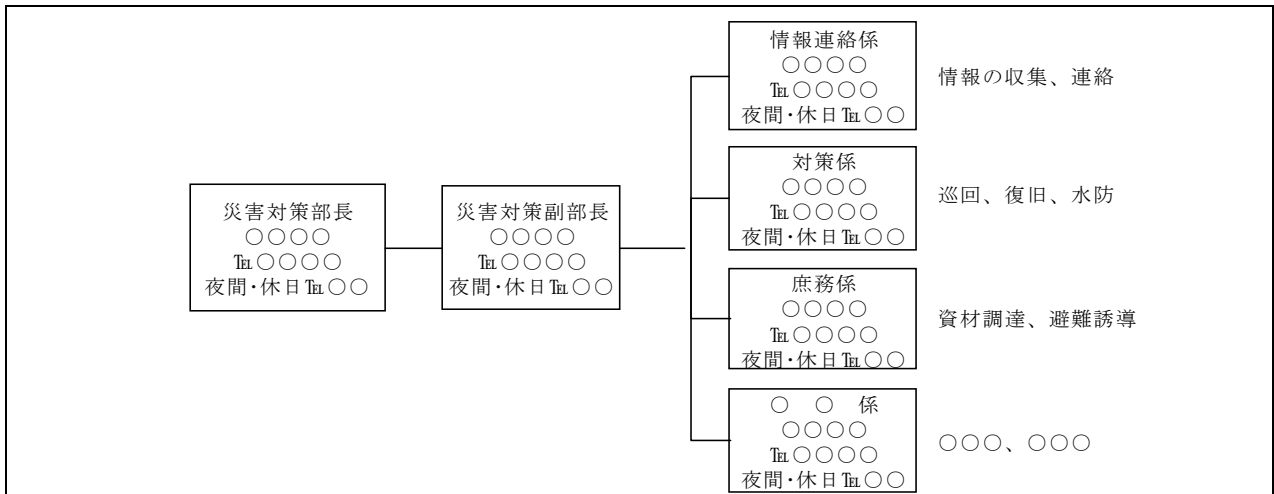 災害対策部長
○○○○
℡○○○○
夜間・休日℡○○
災害対策副部長
○○○○
℡○○○○
夜間・休日℡○○
情報連絡係
○○○○
℡○○○○
夜間・休日℡○○
情報の収集、連絡
対策係
○○○○
℡○○○○
夜間・休日℡○○
巡回、復旧、水防
庶務係
○○○○
℡○○○○
夜間・休日℡○○
資材調達、避難誘導
○ ○ 係
○○○○
℡○○○○
夜間・休日℡○○
○○○、○○○